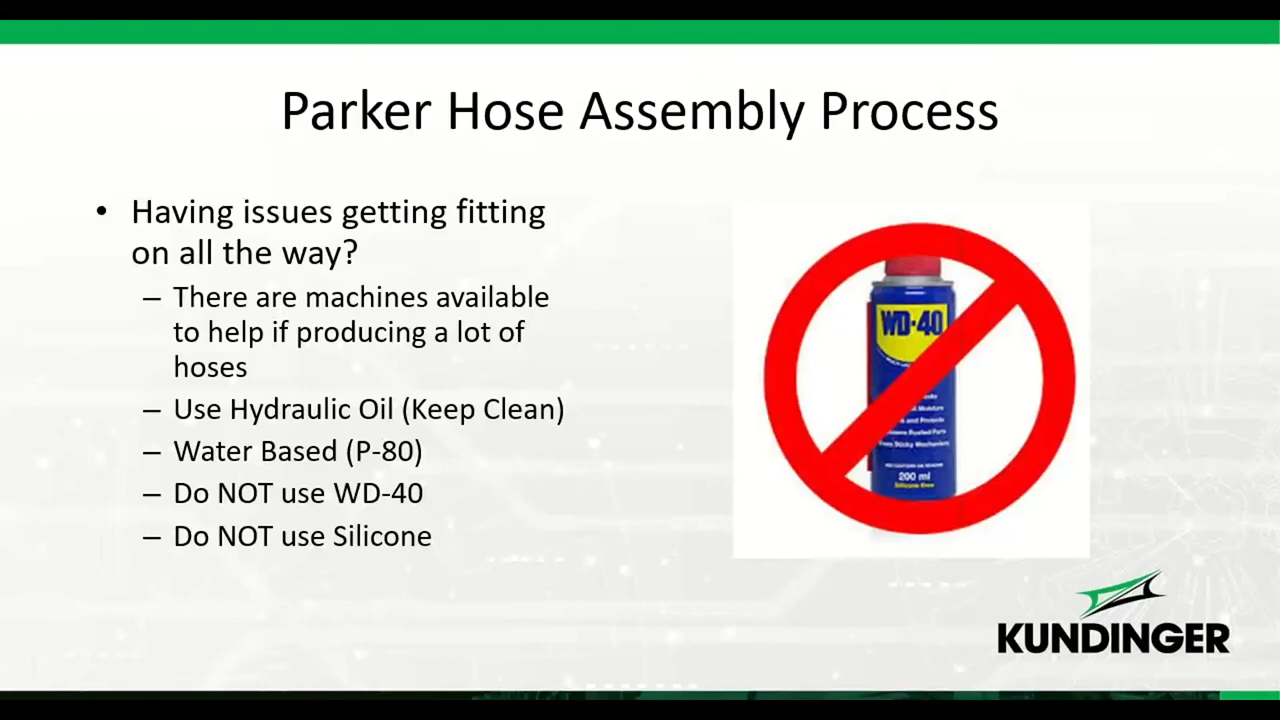 Parker Hose Assembly Process
• Having issues getting fitting
on all the way?
– There are machines available
to help if producing a lot of
hoses
– Use Hydraulic Oil (Keep Clean)
– Water Based (P-80)
– Do NOT use WD-40
– Do NOT use Silicone
WD-40
200 ml
KUNDINGER